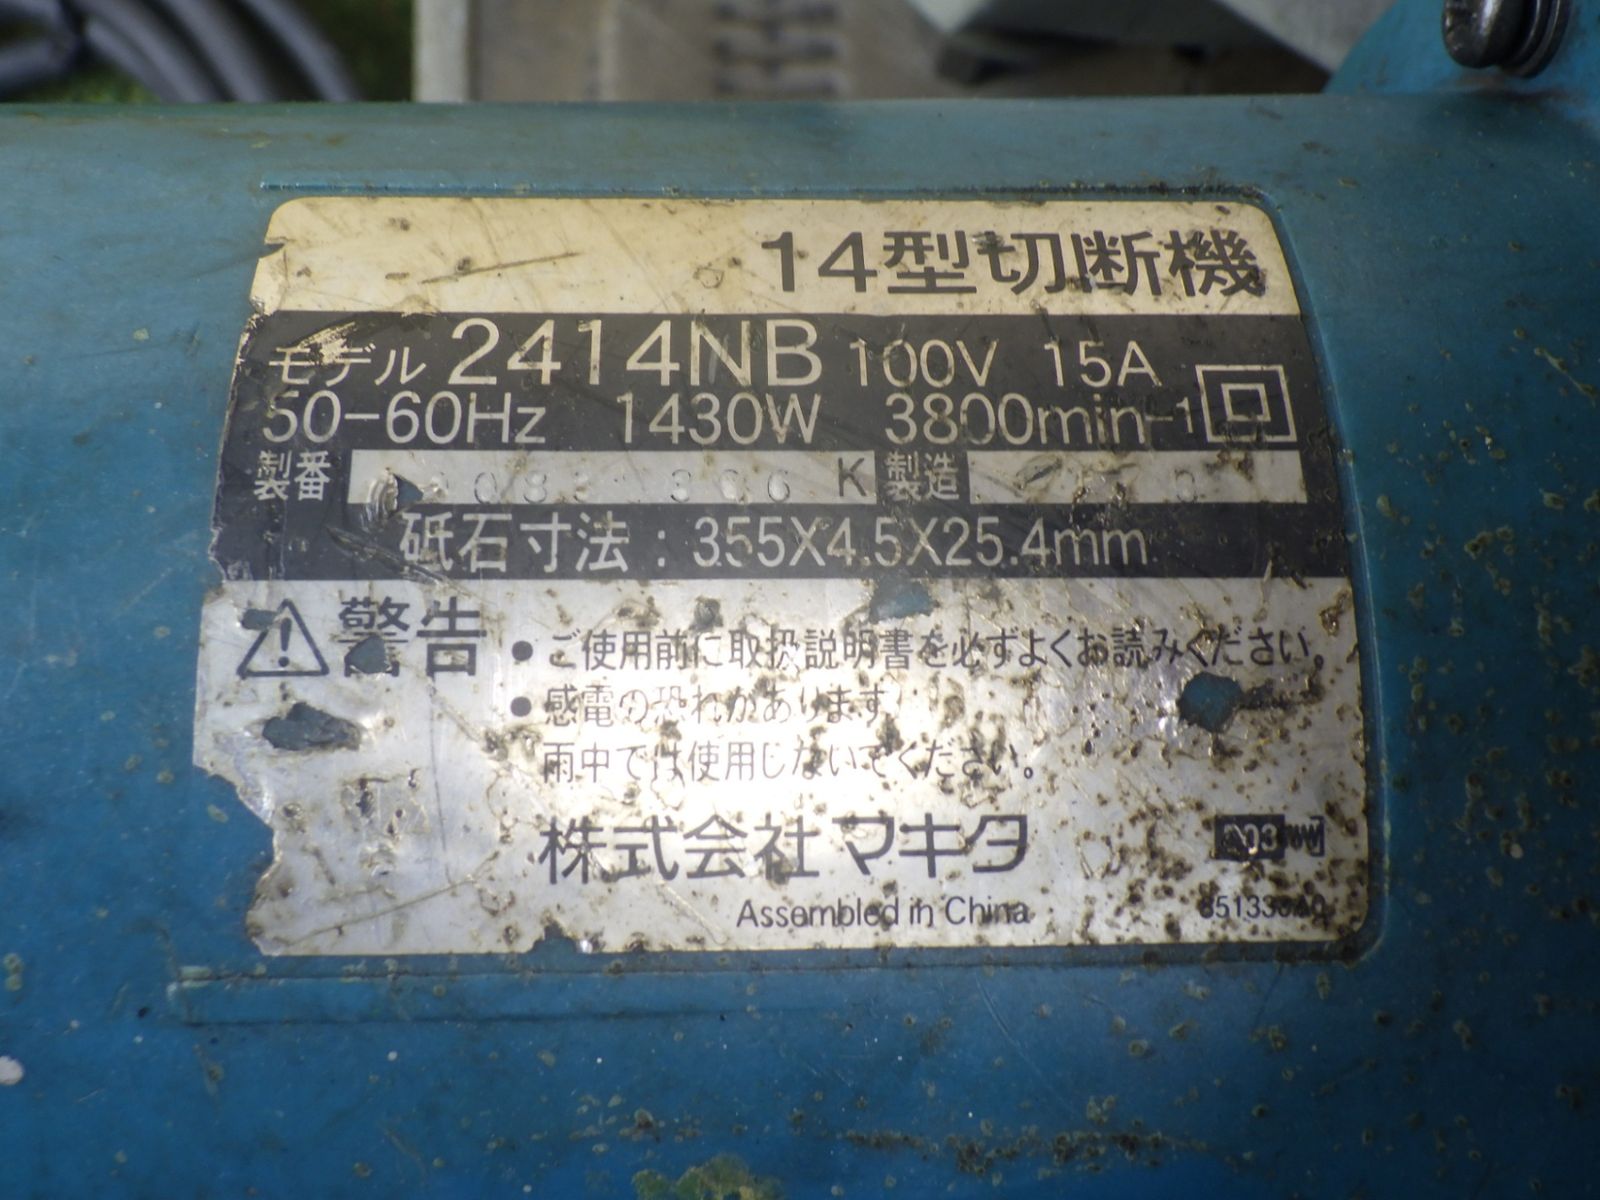 14型切断機
モデル 2414NB 100V 15A
50-60Hz 1430W 3800min-1
製番 K 製造
砥石寸法：355X4.5X25.4mm
警告 ●ご使用前に取扱説明書を必ずよくお読みください。
●感電の恐れがあります
雨中では使用しないでください。
株式会社マキタ
Assembled in China